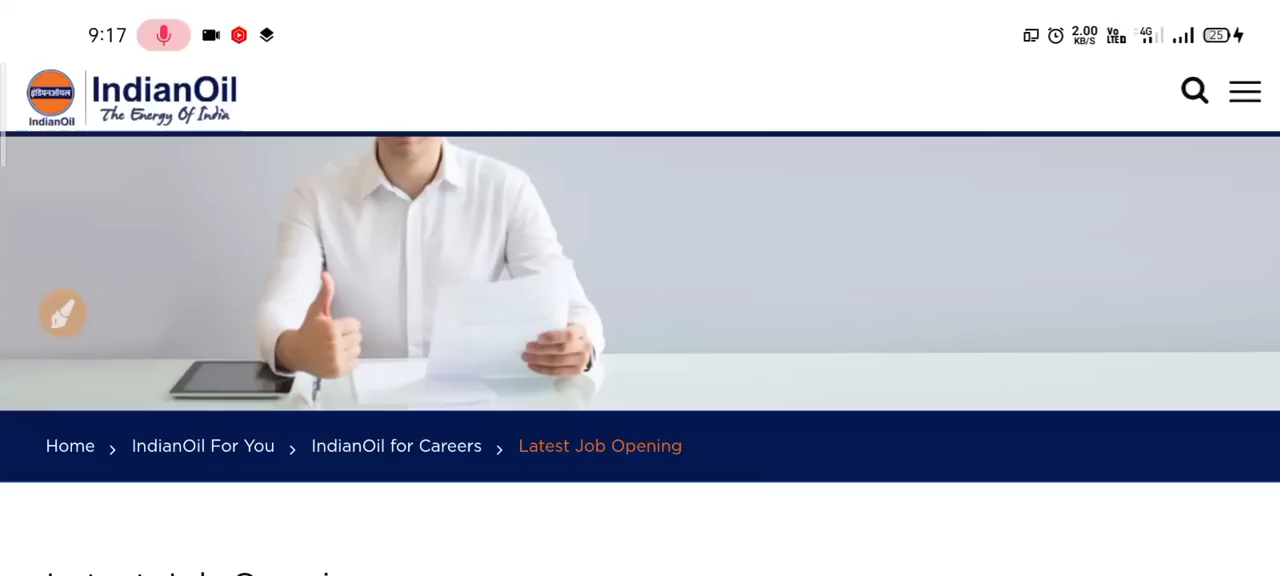 9:17
2.00
KB/S
Vo
LTE
4G
25
इंडियनऑयल
IndianOil
IndianOil
The Energy Of India
Home > IndianOil For You > IndianOil for Careers > Latest Job Opening